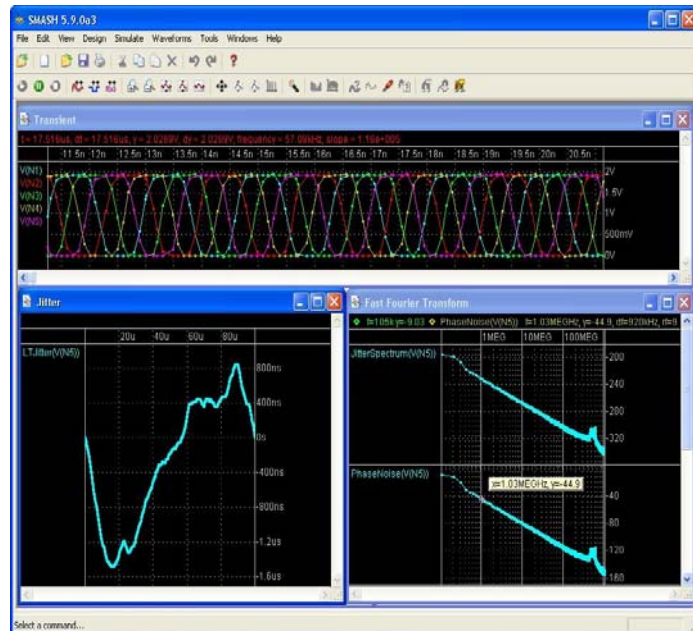 SMASH 5.9.0a3
File Edit View Design Simulate Waveforms Tools Windows Help
Transient
t = 17.516us, dt = 17.516us, y = 2.0289V, dy = 2.0289V, frequency = 57.09kHz, slope = 1.16e+005
11.5n 12n 12.5n 13n 13.5n 14n 14.5n 15n 15.5n 16n 16.5n 17n 17.5n 18n 18.5n 19n 19.5n 20n 20.5n
V(N1)
V(N2)
V(N3)
V(N4)
V(N5)
2V
1.5V
1V
500mV
0V
Jitter
20u 40u 60u 80u
LTJitter(V(N5))
800ns
400ns
0s
-400ns
-800ns
-1.2us
-1.6us
Fast Fourier Transform
f=105k y=-9.03 PhaseNoise(V(N5)) f=1.03MEGHz, y=-44.9, df=920kHz,
1MEG 10MEG 100MEG
JitterSpectrum(V(N5))
-200
-240
-280
-320
PhaseNoise(V(N5))
x=1.03MEGHz, y=-44.9
-40
-80
-120
-160
Select a command...